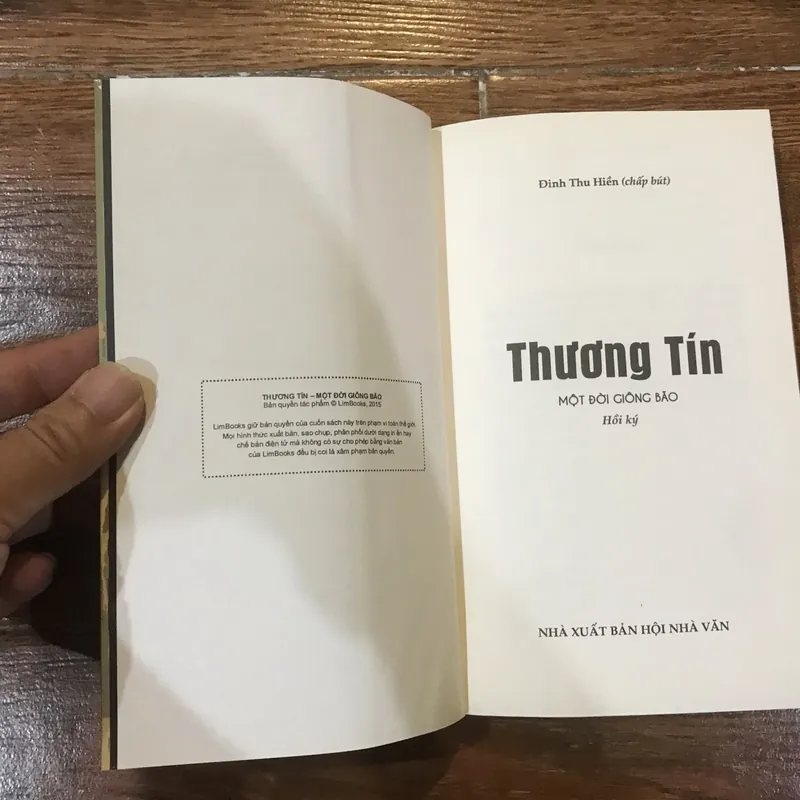 THƯƠNG TÍN – MỘT ĐỜI GIÔNG BÃO
Bản quyền tác phẩm © LimBooks, 2015
LimBooks giữ bản quyền của cuốn sách này trên phạm vi toàn thế giới.
Mọi hình thức xuất bản, sao chụp, phân phối dưới dạng in ấn hay
chế bản điện tử mà không có sự cho phép bằng văn bản
của LimBooks đều bị coi là xâm phạm bản quyền.
Đinh Thu Hiền (chấp bút)
Thương Tín
MỘT ĐỜI GIÔNG BÃO
Hồi ký
NHÀ XUẤT BẢN HỘI NHÀ VĂN